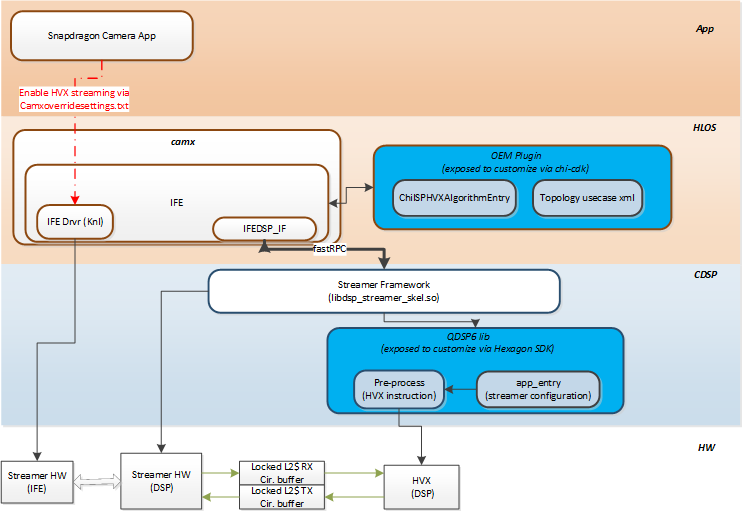 App
Snapdragon Camera App
Enable HVX streaming via
Camxoverridesettings.txt
HLOS
camx
OEM Plugin
(exposed to customize via chi-cdk)
IFE
ChiISPHVXAlgorithmEntry
Topology usecase xml
IFE Drvr (Knl)
IFEDSP_IF
fastRPC
CDSP
Streamer Framework
(libdsp_streamer_skel.so)
QDSP6 lib
(exposed to customize via Hexagon SDK)
Pre-process
(HVX instruction)
app_entry
(streamer configuration)
HW
Streamer HW
(IFE)
Streamer HW
(DSP)
Locked L2$ RX
Cir. buffer
Locked L2$ TX
Cir. buffer
HVX
(DSP)